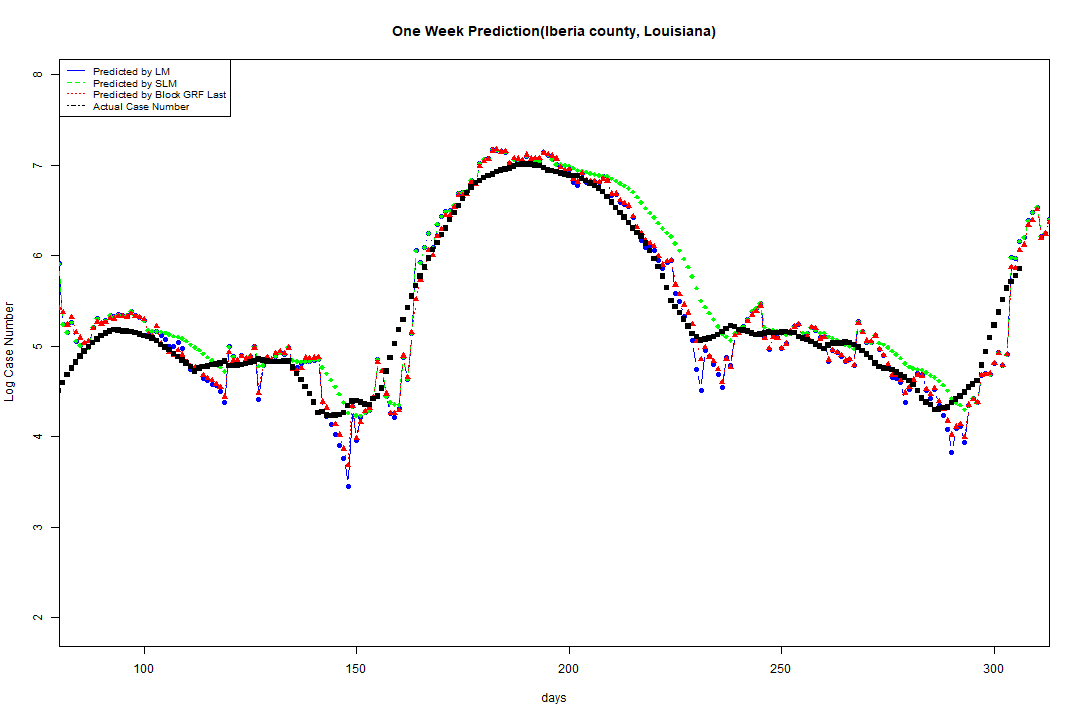 One Week Prediction(Iberia county, Louisiana)
Predicted by LM
Predicted by SLM
Predicted by Block GRF Last
Actual Case Number
8
7
6
5
4
3
2
Log Case Number
100 150 200 250 300
days